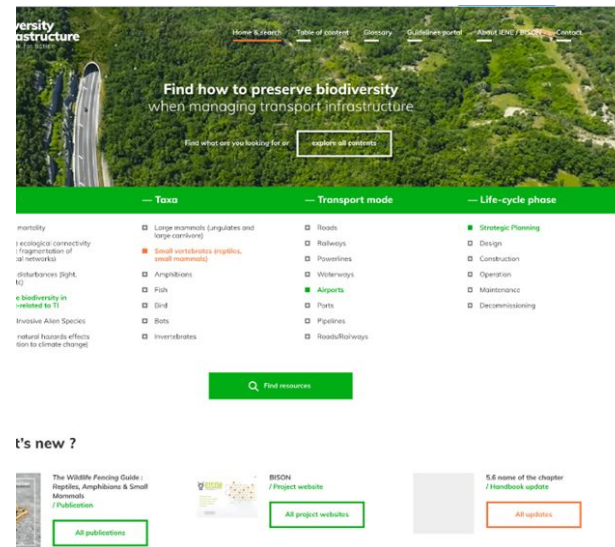 ersity
astructure
Home & search
Table of content
Glossary
Guidelines portal
About IENE / BISON
Contact
Find how to preserve biodiversity
when managing transport infrastructure
Find what are you looking for or
explore all contents
— Taxa
— Transport mode
— Life-cycle phase
mortality
ecological connectivity
fragmentation of
al networks)
disturbances (light,
tc)
e biodiversity in
-related to TI
Invasive Alien Species
natural hazards effects
tion to climate change)
Large mammals (ungulates and
large carnivore)
Small vertebrates (reptiles,
small mammals)
Amphibians
Fish
Bird
Bats
Invertebrates
Roads
Railways
Powerlines
Waterways
Airports
Ports
Pipelines
Roads/Railways
Strategic Planning
Design
Construction
Operation
Maintenance
Decommissioning
Find resources
t's new ?
The Wildlife Fencing Guide :
Reptiles, Amphibians & Small
Mammals
/ Publication
All publications
BISON
/ Project website
All project websites
5.6 name of the chapter
/ Handbook update
All updates